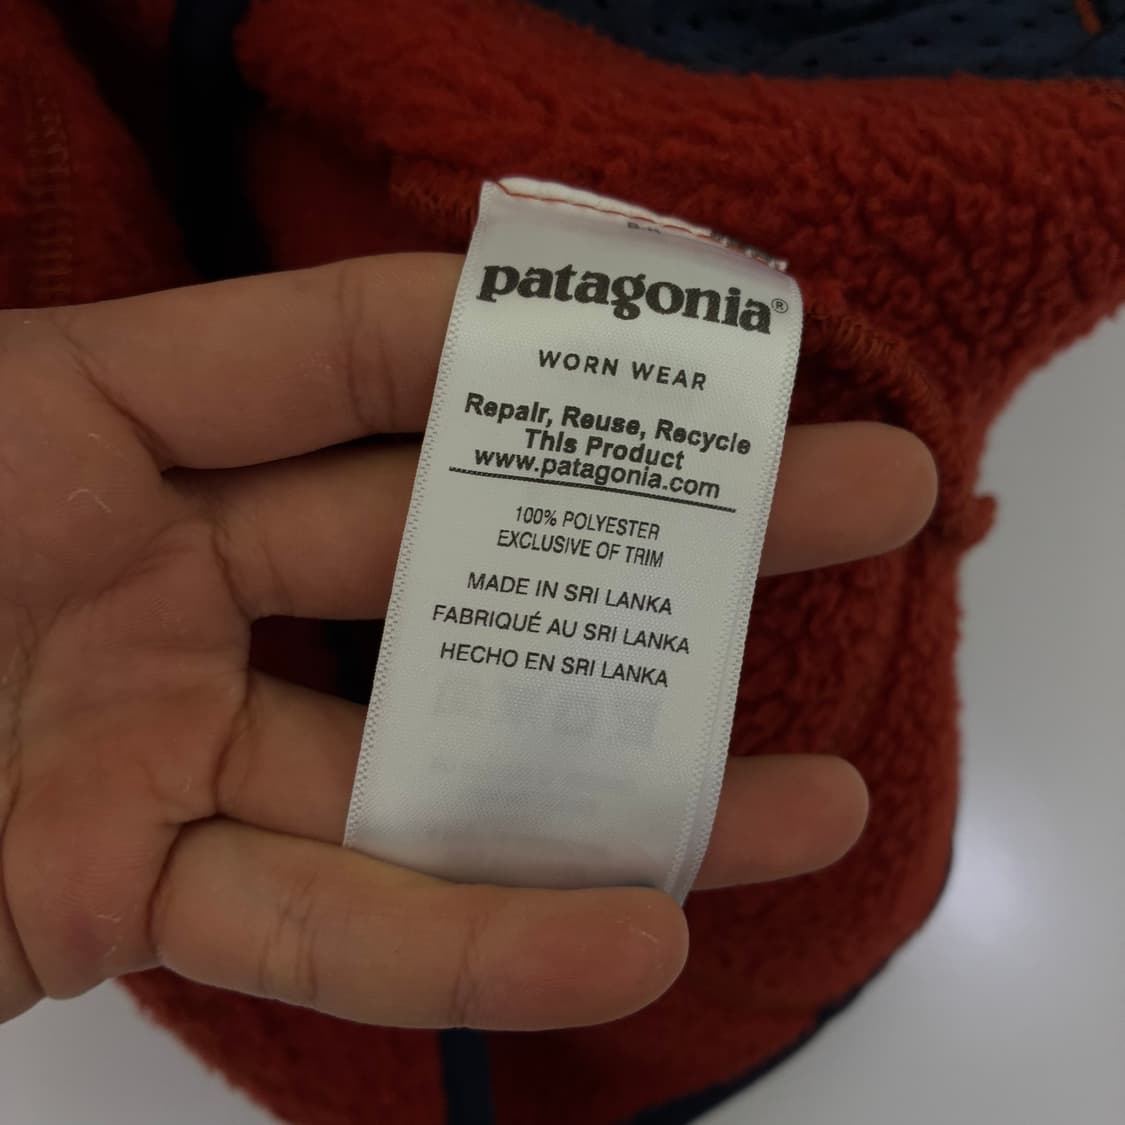 patagonia®
WORN WEAR
Repair, Reuse, Recycle
This Product
www.patagonia.com
100% POLYESTER
EXCLUSIVE OF TRIM
MADE IN SRI LANKA
FABRIQUÉ AU SRI LANKA
HECHO EN SRI LANKA